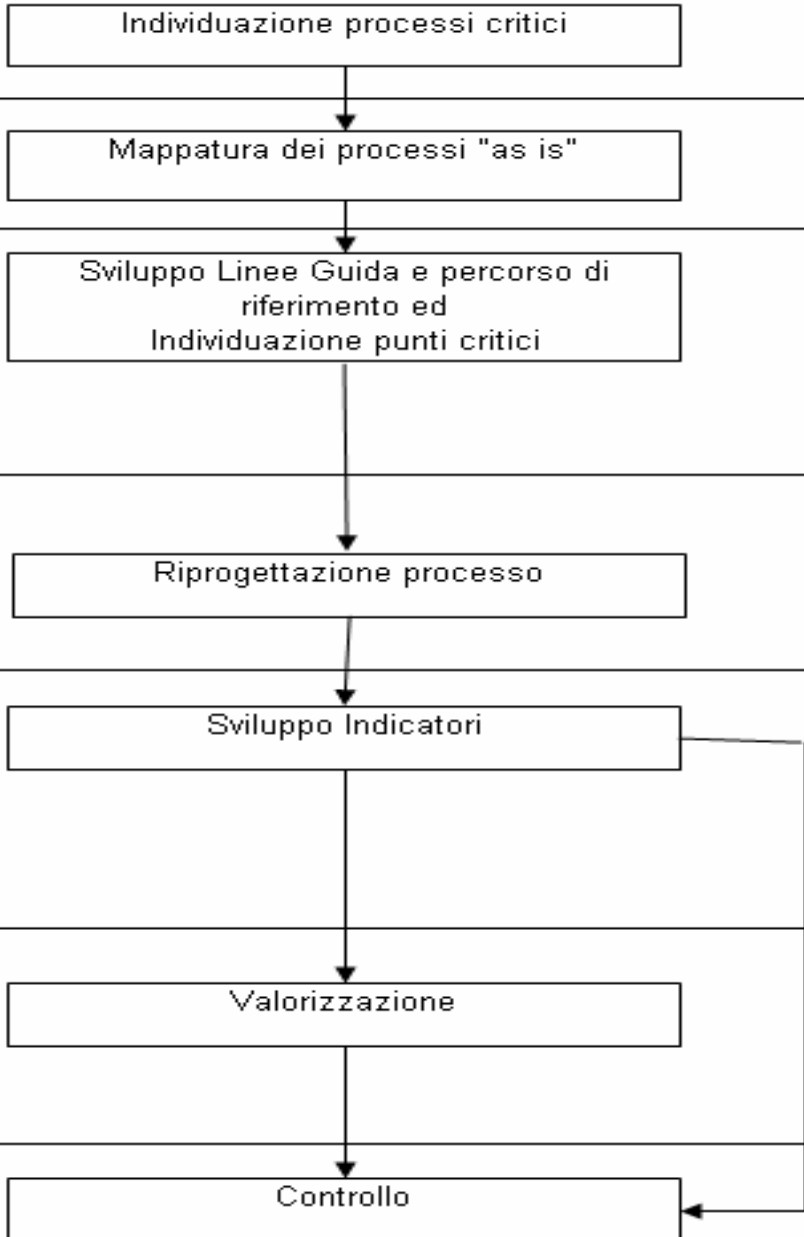 Individuazione processi critici
Mappatura dei processi "as is"
Sviluppo Linee Guida e percorso di
riferimento ed
Individuazione punti critici
Riprogettazione processo
Sviluppo Indicatori
Valorizzazione
Controllo